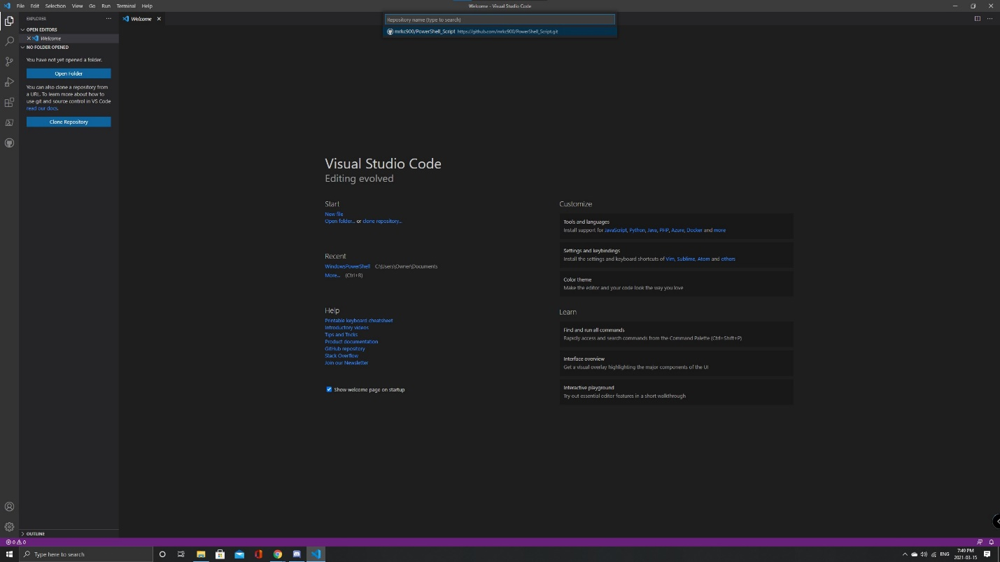 File Edit Selection View Go Run Terminal Help
Welcome - Visual Studio Code
EXPLORER
Welcome
Repository name (type to search)
mrkc900/PowerShell_Script https://github.com/mrkc900/PowerShell_Script.git
OPEN EDITORS
Welcome
NO FOLDER OPENED
You have not yet opened a folder.
Open Folder
You can also clone a repository from
a URL. To learn more about how to
use git and source control in VS Code
read our docs.
Clone Repository
Visual Studio Code
Editing evolved
Start
New file
Open folder... or clone repository...
Recent
WindowsPowerShell C:\Users\Owner\Documents
More... (Ctrl+R)
Help
Printable keyboard cheatsheet
Introductory videos
Tips and Tricks
Product documentation
GitHub repository
Stack Overflow
Join our Newsletter
Show welcome page on startup
Customize
Tools and languages
Install support for JavaScript, Python, Java, PHP, Azure, Docker and more
Settings and keybindings
Install the settings and keyboard shortcuts of Vim, Sublime, Atom and others
Color theme
Make the editor and your code look the way you love
Learn
Find and run all commands
Rapidly access and search commands from the Command Palette (Ctrl+Shift+P)
Interface overview
Get a visual overlay highlighting the major components of the UI
Interactive playground
Try out essential editor features in a short walkthrough
OUTLINE
0 0
Type here to search
ENG
7:49 PM
2021-03-15